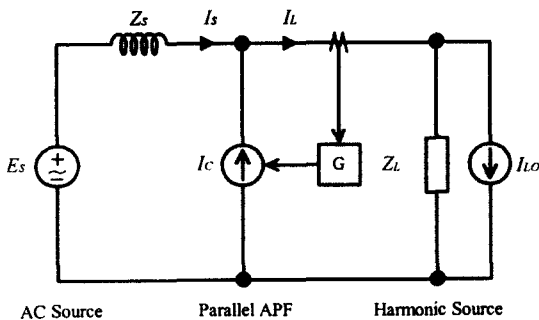 Zs Is IL
Es + IC G ZL ILO
AC Source Parallel APF Harmonic Source